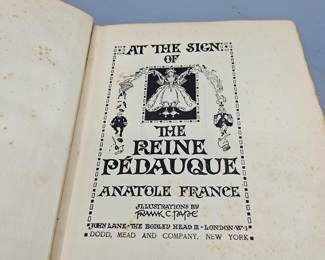 AT THE SIGN
OF
THE
REINE
PÉDAUQUE
ANATOLE FRANCE
ILLUSTRATIONS BY
FRANK C. PAPÉ
JOHN LANE · THE BODLEY HEAD LTD · LONDON · W · 1
DODD, MEAD AND COMPANY, NEW YORK